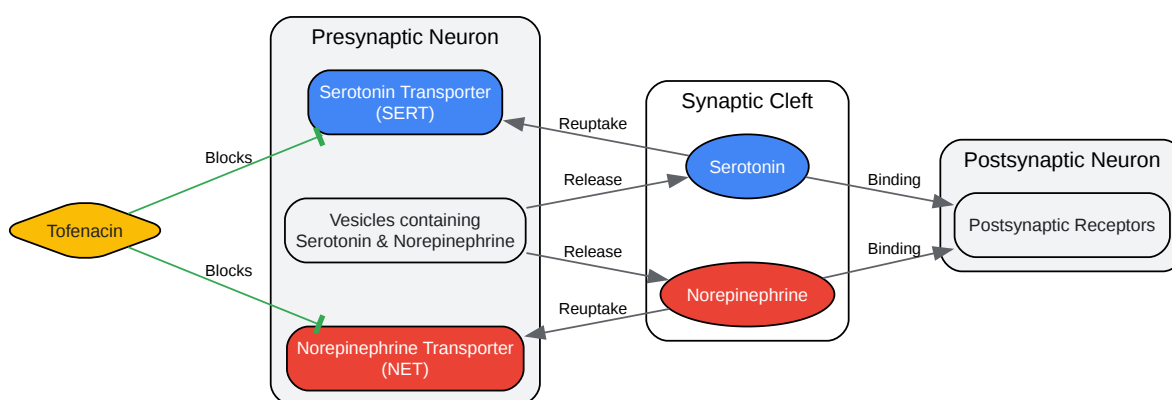 Presynaptic Neuron
Serotonin Transporter
(SERT)
Synaptic Cleft
Reuptake
Postsynaptic Neuron
Blocks
Serotonin
Release
Binding
Vesicles containing
Serotonin & Norepinephrine
Postsynaptic Receptors
Tofenacin
Release
Binding
Blocks
Norepinephrine
Reuptake
Norepinephrine Transporter
(NET)